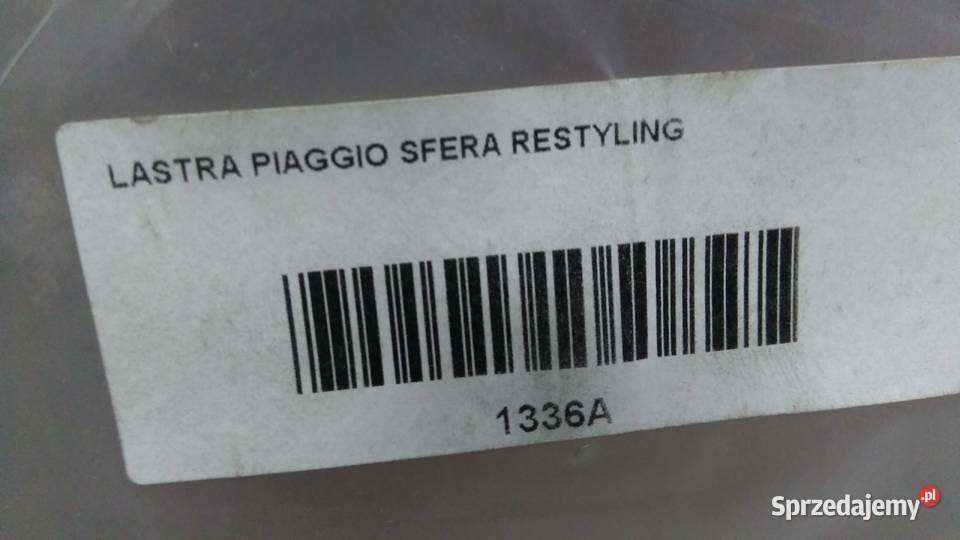 LASTRA PIAGGIO SFERA RESTYLING
1336A
Sprzedajemy.pl